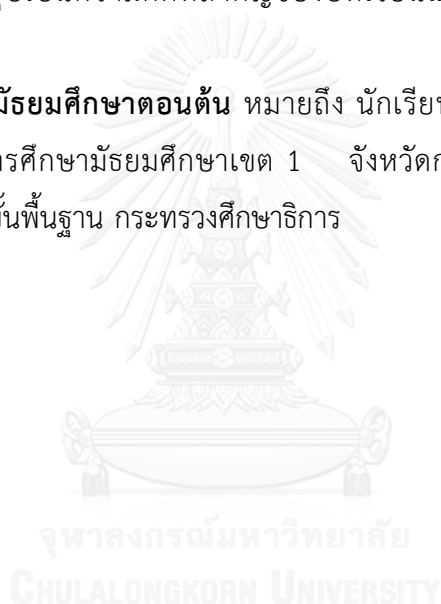 มัธยมศึกษาตอนต้น หมายถึง นักเรียน
ารศึกษามัธยมศึกษาเขต 1 จังหวัดก
ขั้นพื้นฐาน กระทรวงศึกษาธิการ
จุฬาลงกรณ์มหาวิทยาลัย
CHULALONGKORN UNIVERSITY